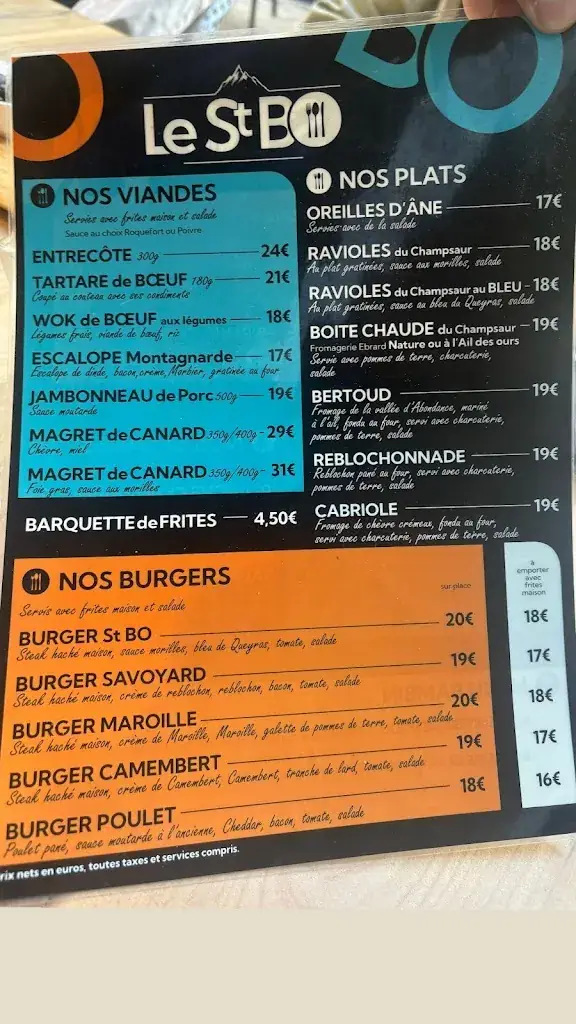 Le St BO
NOS VIANDES
Servies avec frites maison et salade
Sauce au choix Roquefort ou Poivre
ENTRECÔTE 300g 24€
TARTARE de BŒUF 180g 21€
Coupé au couteau avec ses condiments
WOK de BŒUF aux légumes 18€
Légumes frais, viande de bœuf, riz
ESCALOPE Montagnarde 17€
Escalope de dinde, bacon, crème, Morbier, gratinée au four
JAMBONNEAU de Porc 500g 19€
Sauce moutarde
MAGRET de CANARD 350g/400g - 29€
Chèvre, miel
MAGRET de CANARD 350g/400g - 31€
Foie gras, sauce aux morilles
BARQUETTE de FRITES 4,50€
NOS PLATS
OREILLES D'ÂNE 17€
Servies avec de la salade
RAVIOLES du Champsaur 18€
Au plat gratinées, sauce aux morilles, salade
RAVIOLES du Champsaur au BLEU - 18€
Au plat gratinées, sauce au bleu du Queyras, salade
BOITE CHAUDE du Champsaur - 19€
Fromagerie Ebrard Nature ou à l'Ail des ours
Servie avec pommes de terre, charcuterie,
salade
BERTOUD 19€
Fromage de la vallée d'Abondance, mariné
à l'ail, fondu au four, servi avec charcuterie,
pommes de terre, salade
REBLOCHONNADE 19€
Reblochon pané au four, servi avec charcuterie,
pommes de terre, salade
CABRIOLE 19€
Fromage de chèvre crémeux, fondu au four,
servi avec charcuterie, pommes de terre, salade
NOS BURGERS
Servis avec frites maison et salade
sur place
à
emporter
avec
frites
maison
BURGER St BO 20€ 18€
Steak haché maison, sauce morilles, bleu de Queyras, tomate, salade
BURGER SAVOYARD 19€ 17€
Steak haché maison, crème de reblochon, reblochon, bacon, tomate, salade
BURGER MAROILLE 20€ 18€
Steak haché maison, crème de Maroille, Maroille, galette de pommes de terre, tomate, salade
BURGER CAMEMBERT 19€ 17€
Steak haché maison, crème de Camembert, Camembert, tranche de lard, tomate, salade
BURGER POULET 18€ 16€
Poulet pané, sauce moutarde à l'ancienne, Cheddar, bacon, tomate, salade
rix nets en euros, toutes taxes et services compris.